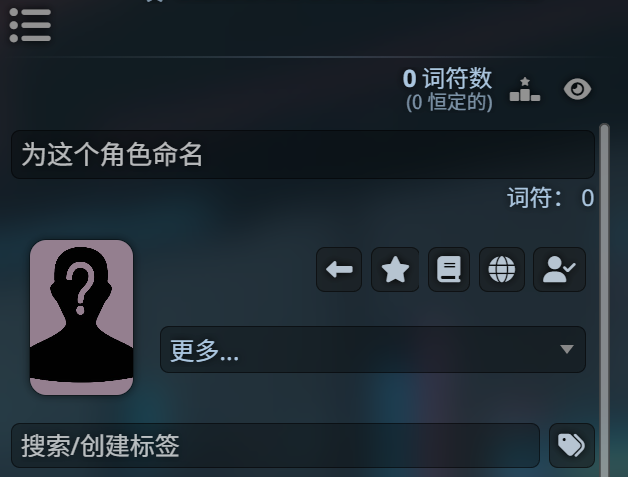 0 词符数
(0 恒定的)
为这个角色命名
词符： 0
更多...
搜索/创建标签